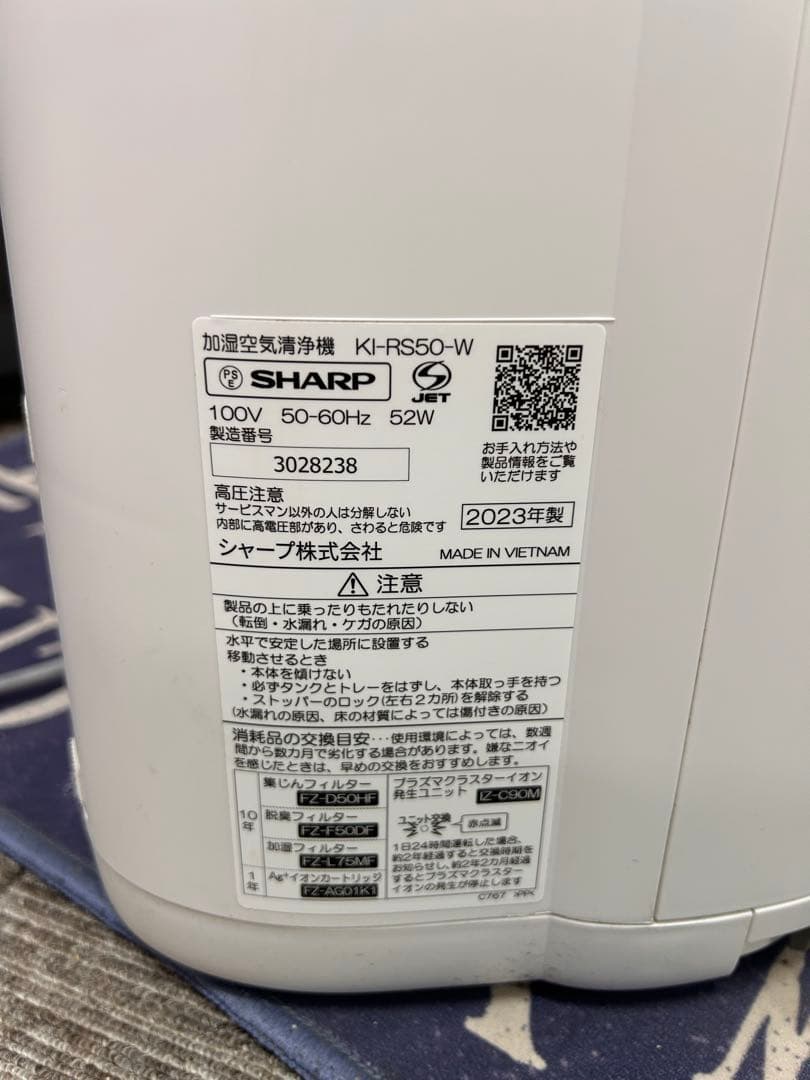 加湿空気清浄機 KI-RS50-W
PSE SHARP
JET
100V 50-60Hz 52W
製造番号
3028238
お手入れ方法や
製品情報をご覧
いただけます
高圧注意
サービスマン以外の人は分解しない
内部に高電圧部があり、さわると危険です
2023年製
シャープ株式会社 MADE IN VIETNAM
注意
製品の上に乗ったりもたれたりしない
(転倒・水漏れ・ケガの原因)
水平で安定した場所に設置する
移動させるとき
・本体を傾けない
・必ずタンクとトレーをはずし、本体取っ手を持つ
・ストッパーのロック(左右2カ所)を解除する
(水漏れの原因、床の材質によっては傷付きの原因)
消耗品の交換目安…使用環境によっては、数週
間から数カ月で劣化する場合があります。嫌なニオイ
を感じたときは、早めの交換をおすすめします。
10年
集じんフィルター
FZ-D50HF
脱臭フィルター
FZ-F50DF
加湿フィルター
FZ-L75MF
1年
Ag+イオンカートリッジ
FZ-AG01K1
プラズマクラスターイオン
発生ユニット IZ-C90M
ユニット交換
赤点滅
1日24時間運転した場合、
約2年経過すると交換時期を
お知らせし、約2年2カ月経過
するとプラズマクラスター
イオンの発生が停止します
C767